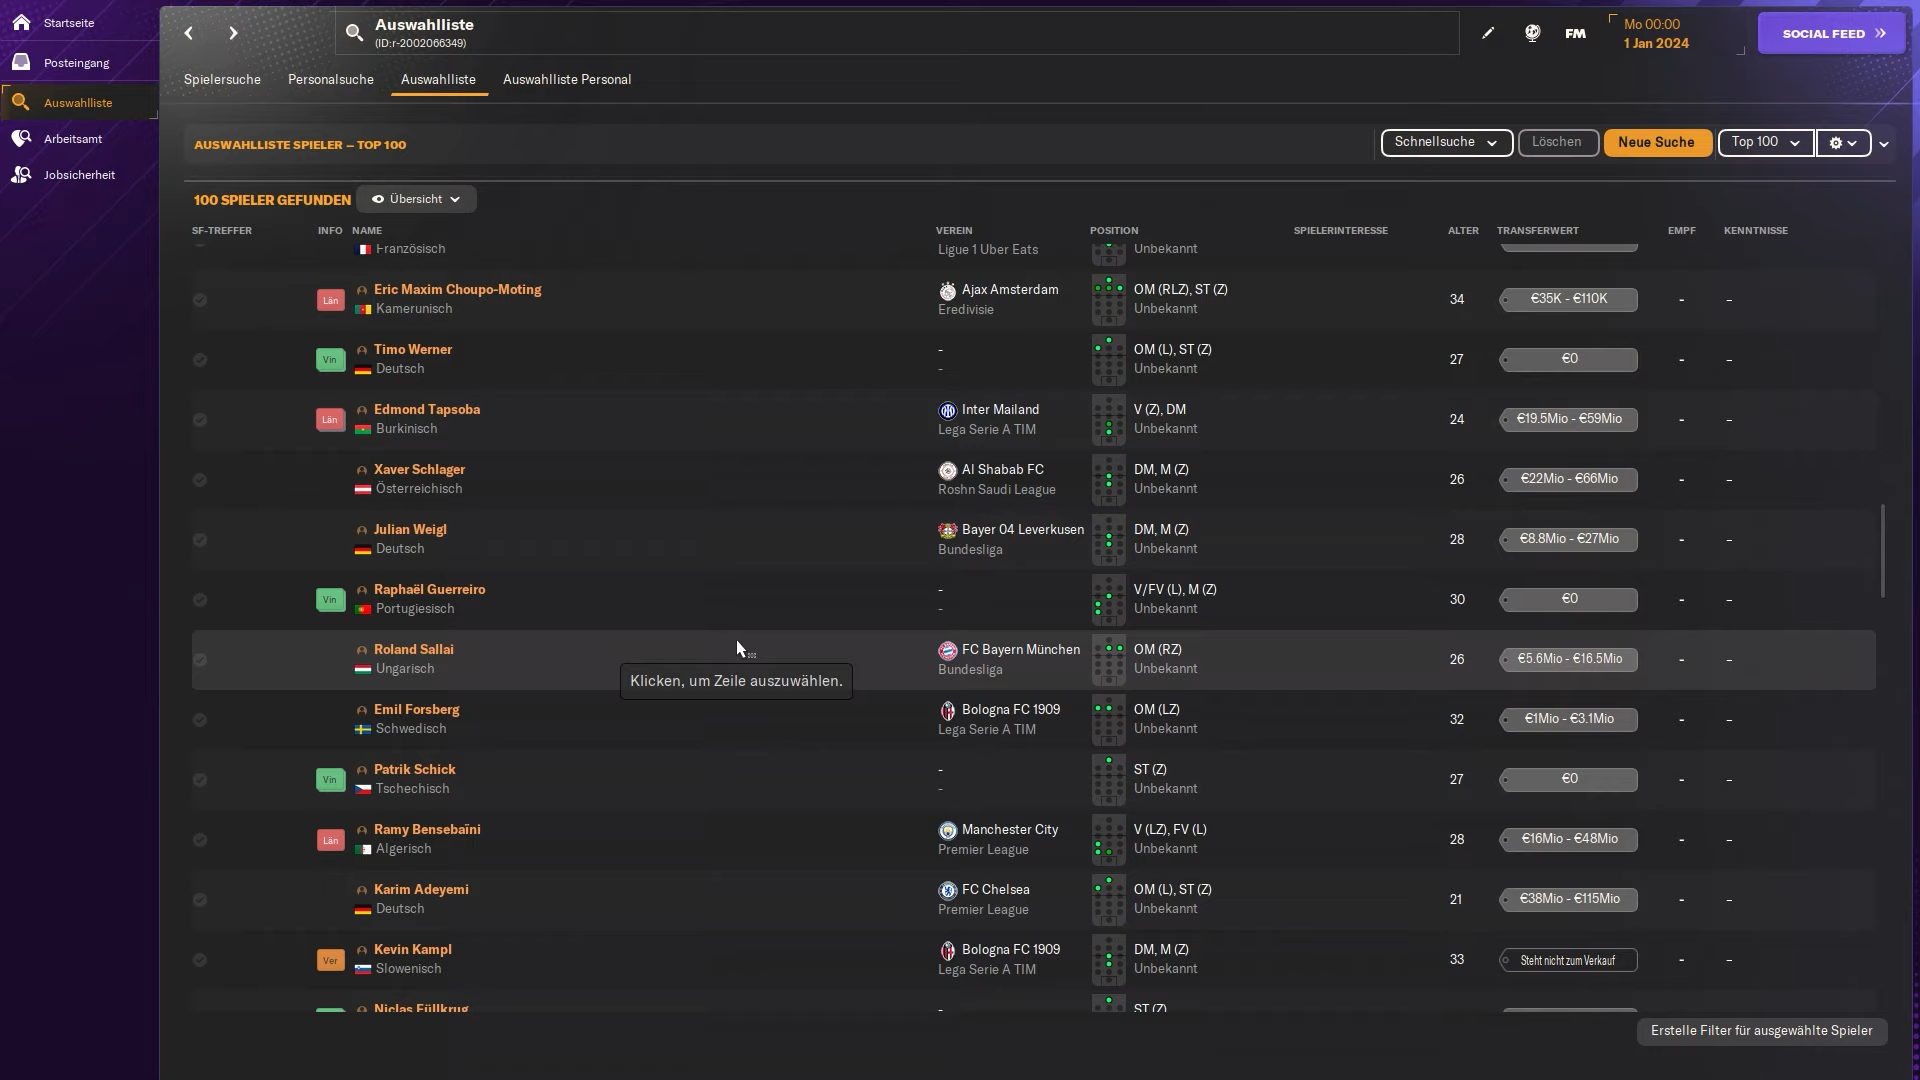 Startseite
Posteingang
Auswahlliste
Arbeitsamt
Jobsicherheit
Auswahlliste
(ID:r-2002066349)
FM
Mo 00:00
1 Jan 2024
SOCIAL FEED
Spielersuche Personalsuche Auswahlliste Auswahlliste Personal
AUSWAHLLISTE SPIELER – TOP 100
Schnellsuche Löschen Neue Suche Top 100
100 SPIELER GEFUNDEN Übersicht
SF-TREFFER INFO NAME VEREIN POSITION SPIELERINTERESSE ALTER TRANSFERWERT EMPF KENNTNISSE
Französisch Ligue 1 Uber Eats Unbekannt
Län Eric Maxim Choupo-Moting Ajax Amsterdam OM (RLZ), ST (Z) 34 €35K - €110K - -
Kamerunisch Eredivisie Unbekannt
Vin Timo Werner - OM (L), ST (Z) 27 €0 - -
Deutsch - Unbekannt
Län Edmond Tapsoba Inter Mailand V (Z), DM 24 €19.5Mio - €59Mio - -
Burkinisch Lega Serie A TIM Unbekannt
Xaver Schlager Al Shabab FC DM, M (Z) 26 €22Mio - €66Mio - -
Österreichisch Roshn Saudi League Unbekannt
Julian Weigl Bayer 04 Leverkusen DM, M (Z) 28 €8.8Mio - €27Mio - -
Deutsch Bundesliga Unbekannt
Vin Raphaël Guerreiro - V/FV (L), M (Z) 30 €0 - -
Portugiesisch - Unbekannt
Roland Sallai FC Bayern München OM (RZ) 26 €5.6Mio - €16.5Mio - -
Ungarisch Bundesliga Unbekannt
Klicken, um Zeile auszuwählen.
Emil Forsberg Bologna FC 1909 OM (LZ) 32 €1Mio - €3.1Mio - -
Schwedisch Lega Serie A TIM Unbekannt
Vin Patrik Schick - ST (Z) 27 €0 - -
Tschechisch - Unbekannt
Län Ramy Bensebaïni Manchester City V (LZ), FV (L) 28 €16Mio - €48Mio - -
Algerisch Premier League Unbekannt
Karim Adeyemi FC Chelsea OM (L), ST (Z) 21 €38Mio - €115Mio - -
Deutsch Premier League Unbekannt
Ver Kevin Kampl Bologna FC 1909 DM, M (Z) 33 Steht nicht zum Verkauf - -
Slowenisch Lega Serie A TIM Unbekannt
Niclas Füllkrug - ST (Z)
Erstelle Filter für ausgewählte Spieler